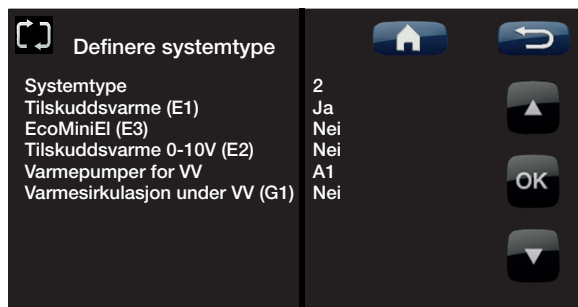 Definere systemtype
Systemtype 2
Tilskuddsvarme (E1) Ja
EcoMiniEl (E3) Nei
Tilskuddsvarme 0-10V (E2) Nei
Varmepumper for VV A1
Varmesirkulasjon under VV (G1) Nei
OK